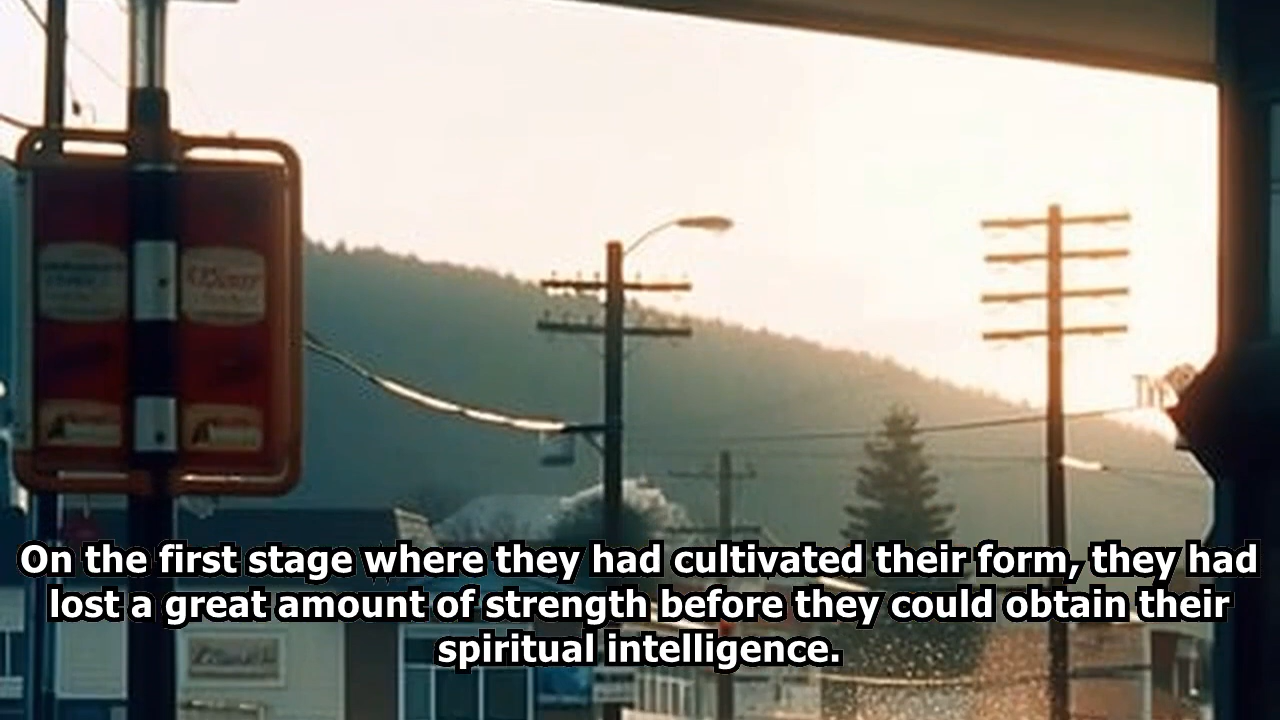 On the first stage where they had cultivated their form, they had
lost a great amount of strength before they could obtain their
spiritual intelligence.